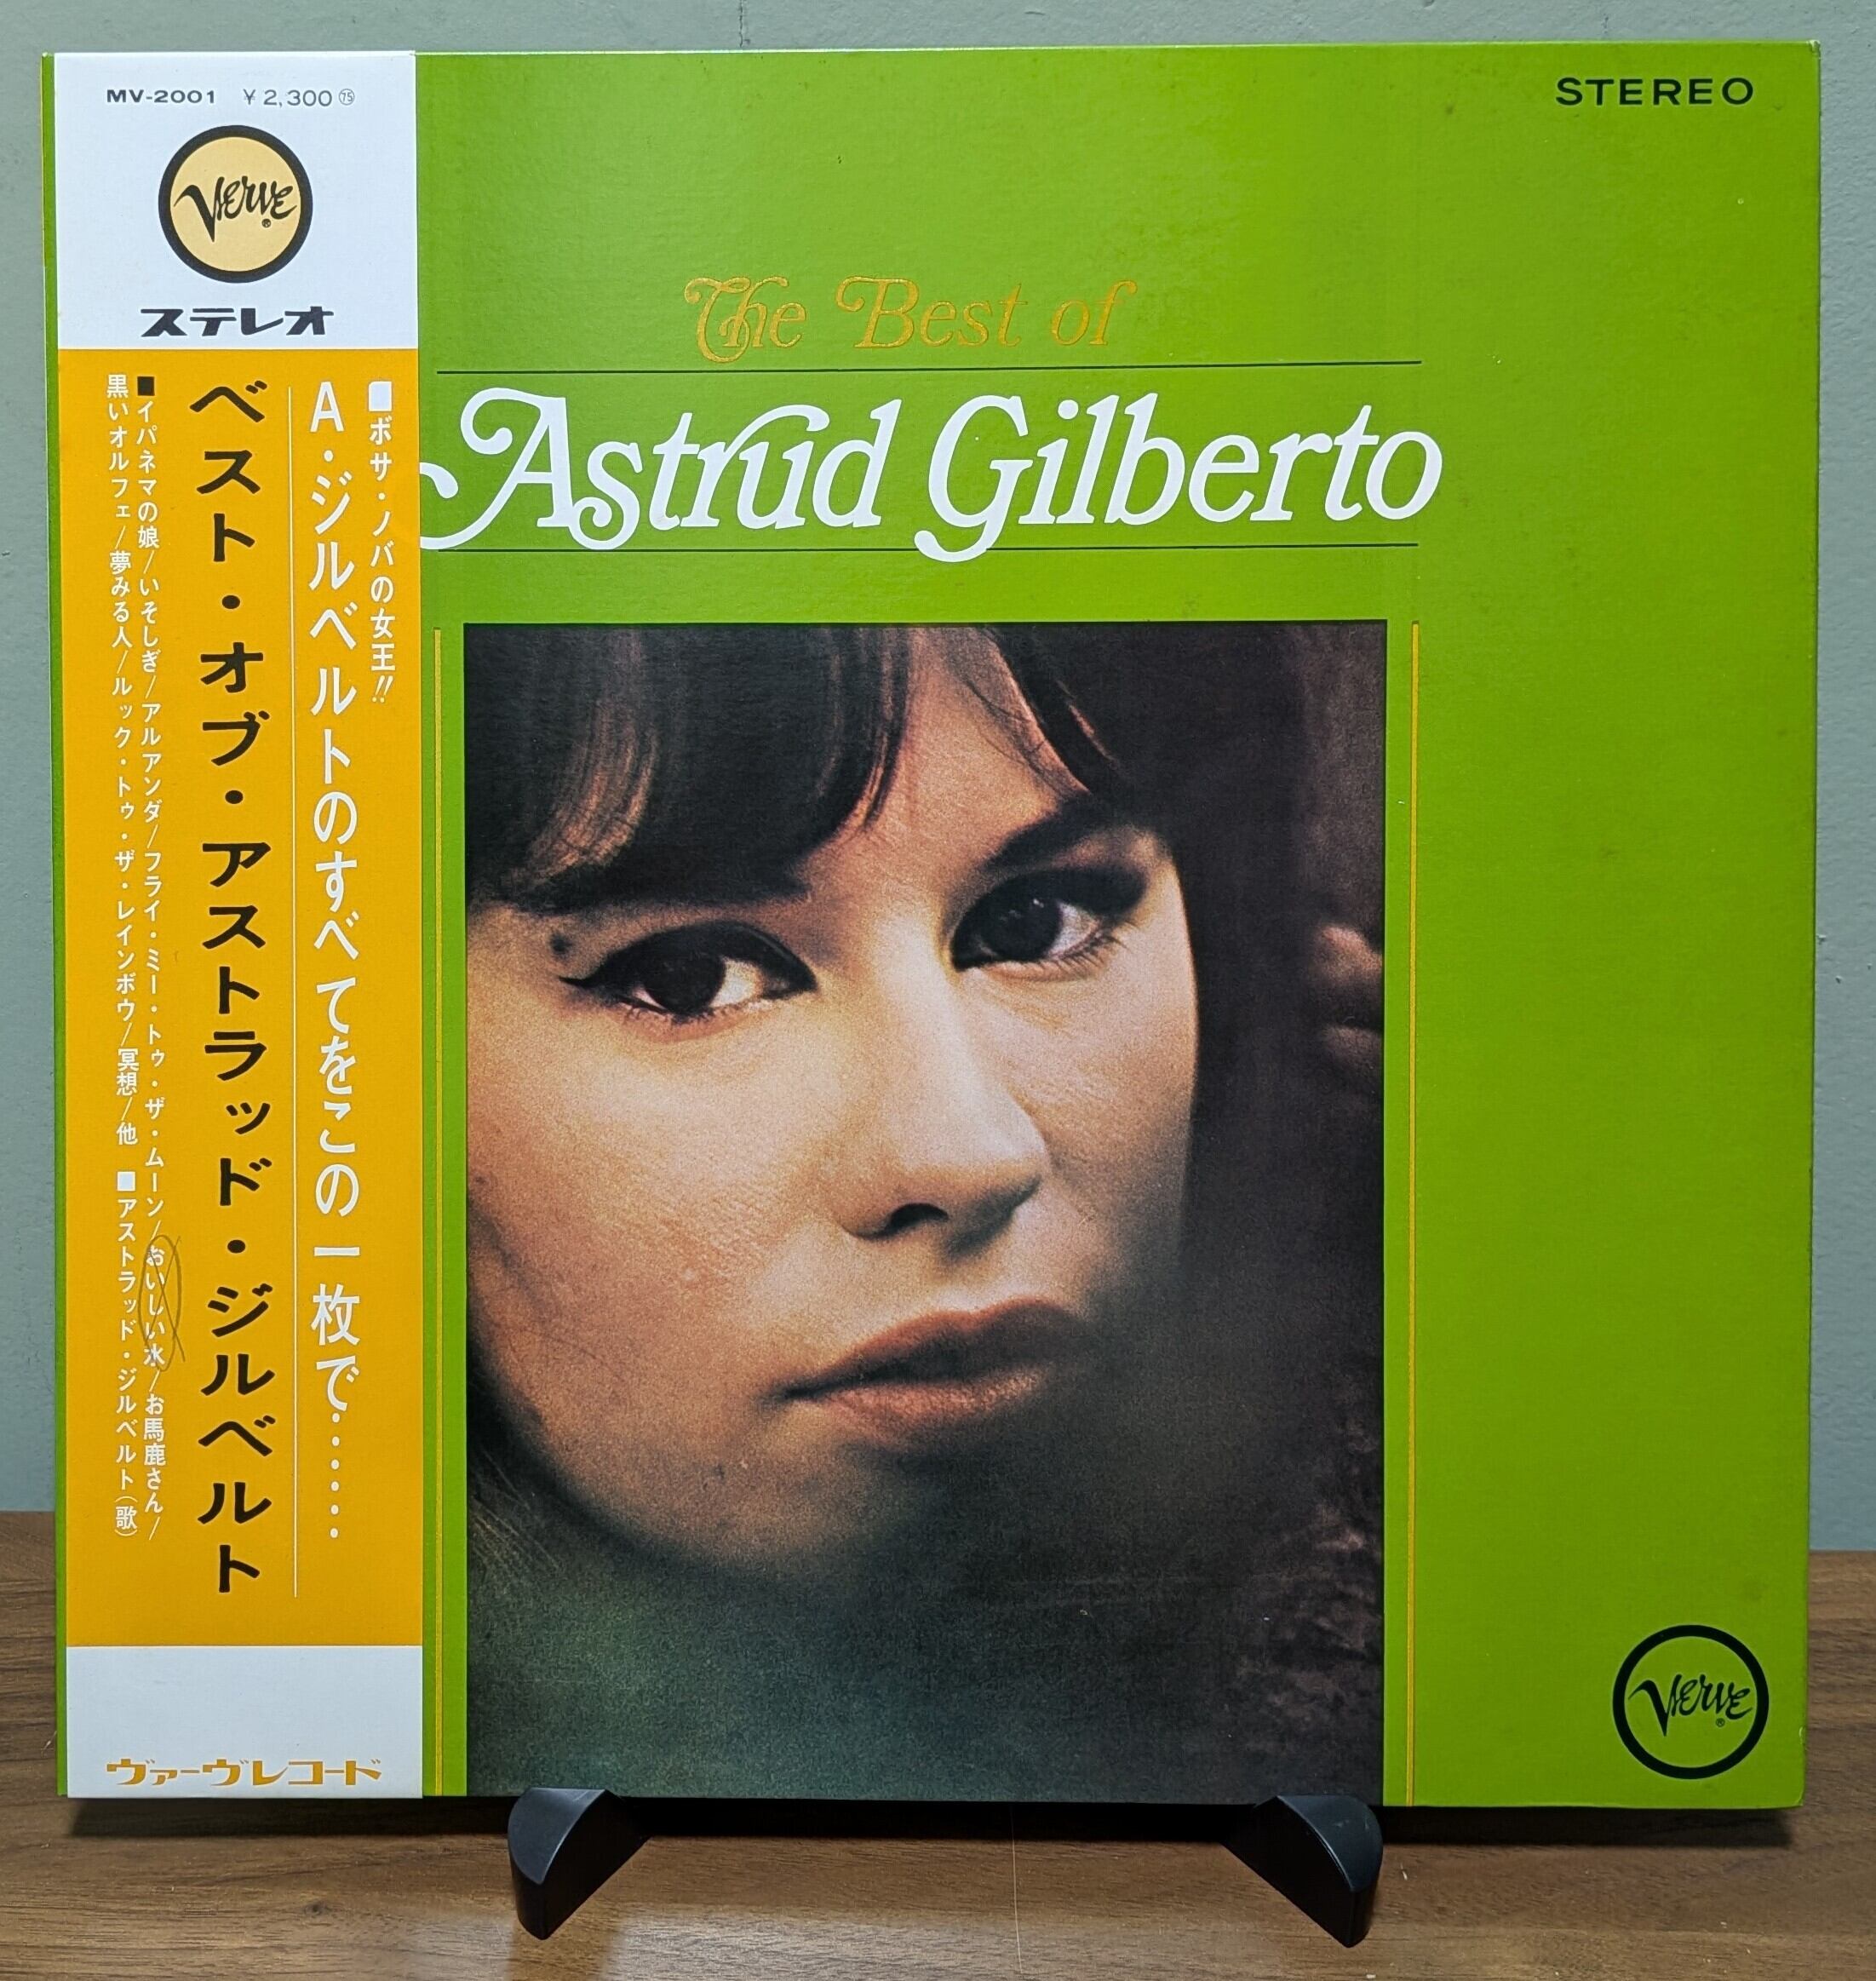 MV-2001 ¥2,300 ㊄
Verve
ステレオ
■ボサ・ノバの女王!!
A・ジルベルトのすべてをこの一枚で‥‥‥
ベスト・オブ・アストラッド・ジルベルト
■イパネマの娘/いそしぎ/アルアンダ/フライ・ミー・トゥ・ザ・ムーン/おいしい水/お馬鹿さん/
黒いオルフェ/夢みる人/ルック・トゥ・ザ・レインボウ/冥想/他 ■アストラッド・ジルベルト(歌)
ヴァーヴレコード
STEREO
The Best of
Astrud Gilberto
Verve